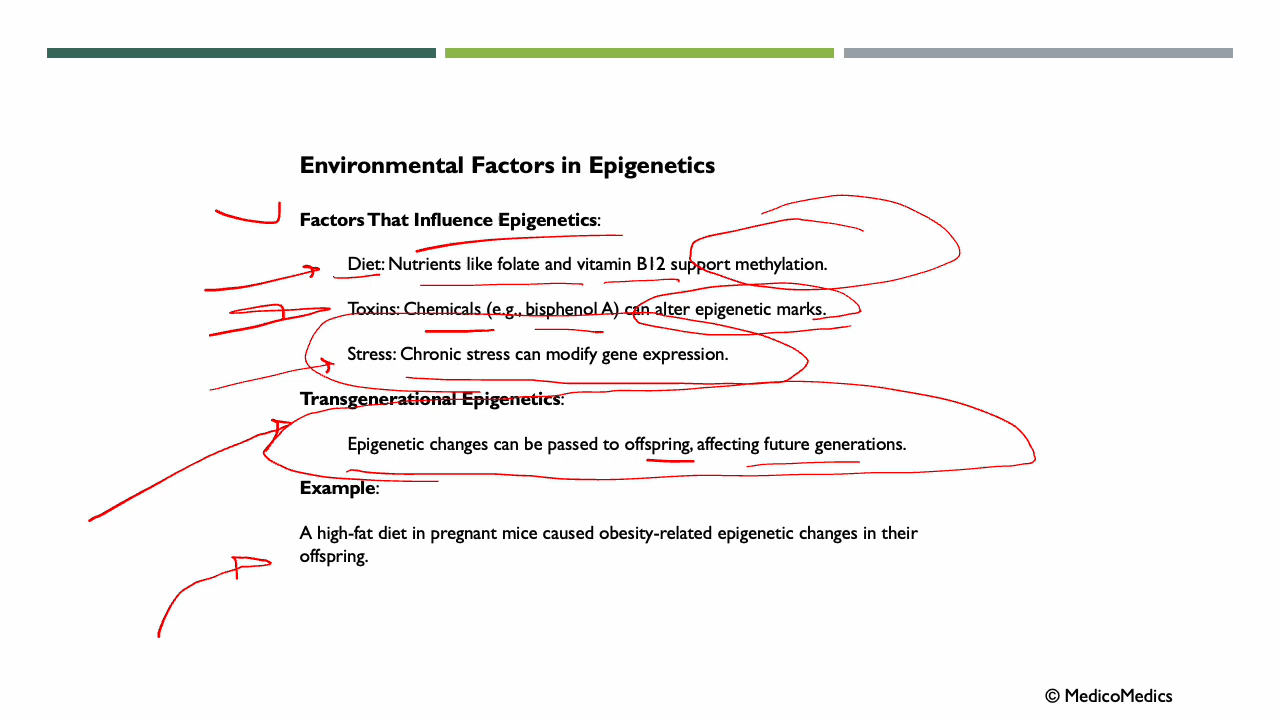 Environmental Factors in Epigenetics
Factors That Influence Epigenetics:
Diet: Nutrients like folate and vitamin B12 support methylation.
Toxins: Chemicals (e.g., bisphenol A) can alter epigenetic marks.
Stress: Chronic stress can modify gene expression.
Transgenerational Epigenetics:
Epigenetic changes can be passed to offspring, affecting future generations.
Example:
A high-fat diet in pregnant mice caused obesity-related epigenetic changes in their
offspring.
© MedicoMedics